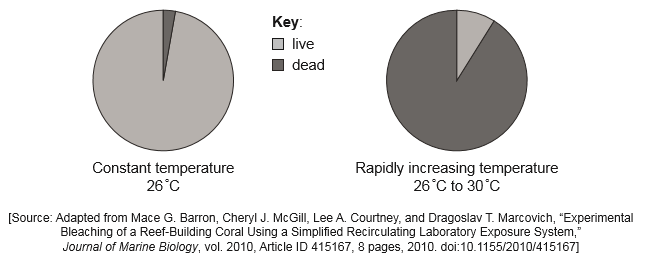 Key:
live
dead
Constant temperature
26˚C
Rapidly increasing temperature
26˚C to 30˚C
[Source: Adapted from Mace G. Barron, Cheryl J. McGill, Lee A. Courtney, and Dragoslav T. Marcovich, “Experimental
Bleaching of a Reef-Building Coral Using a Simplified Recirculating Laboratory Exposure System,”
Journal of Marine Biology, vol. 2010, Article ID 415167, 8 pages, 2010. doi:10.1155/2010/415167]